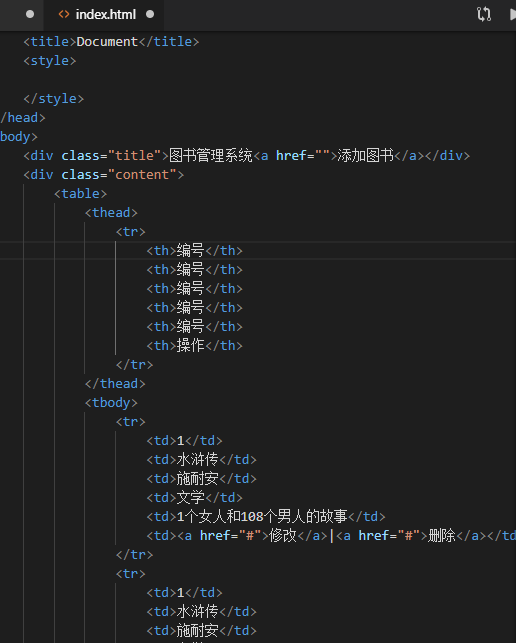 index.html
<title>Document</title>
<style>
</style>
/head>
body>
<div class="title">图书管理系统<a href="">添加图书</a></div>
<div class="content">
<table>
<thead>
<tr>
<th>编号</th>
<th>编号</th>
<th>编号</th>
<th>编号</th>
<th>编号</th>
<th>操作</th>
</tr>
</thead>
<tbody>
<tr>
<td>1</td>
<td>水浒传</td>
<td>施耐安</td>
<td>文学</td>
<td>1个女人和108个男人的故事</td>
<td><a href="#">修改</a>|<a href="#">删除</a></td
</tr>
<tr>
<td>1</td>
<td>水浒传</td>
<td>施耐安</td>